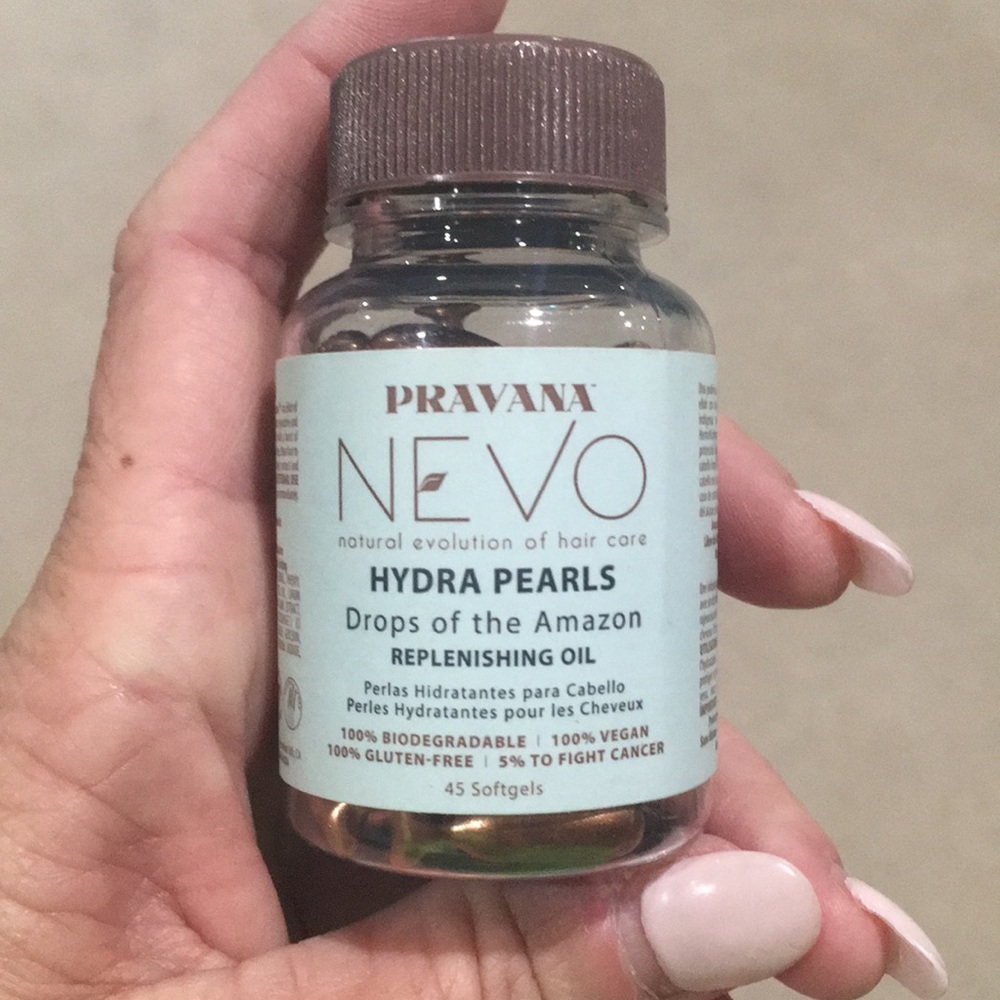 PRAVANA™
NEVO
natural evolution of hair care
HYDRA PEARLS
Drops of the Amazon
REPLENISHING OIL
Perlas Hidratantes para Cabello
Perles Hydratantes pour les Cheveux
100% BIODEGRADABLE | 100% VEGAN
100% GLUTEN-FREE | 5% TO FIGHT CANCER
45 Softgels